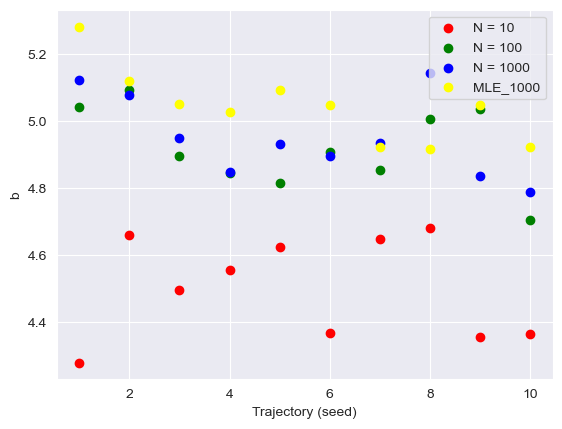 N = 10
N = 100
N = 1000
MLE_1000
5.2
5.0
4.8
4.6
4.4
b
2
4
6
8
10
Trajectory (seed)